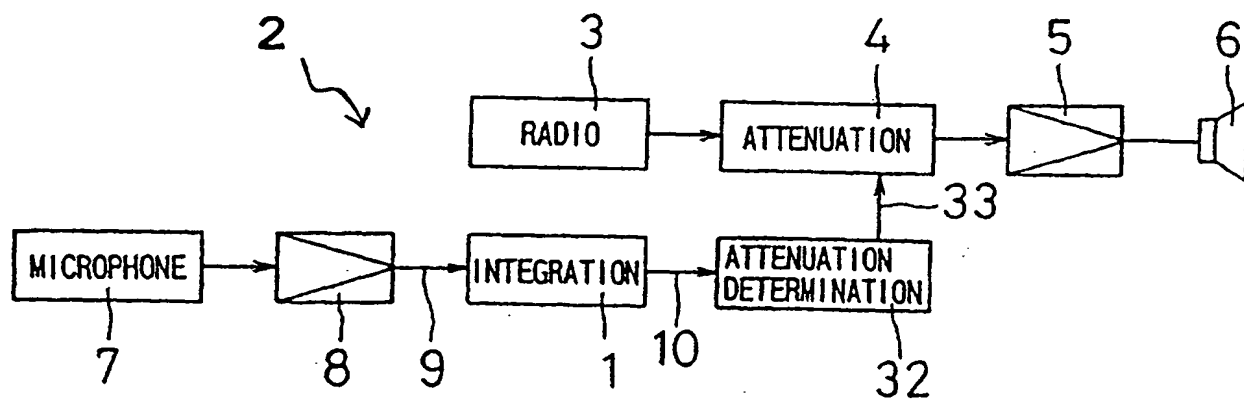 2
3
4
5
6
RADIO
ATTENUATION
33
MICROPHONE
INTEGRATION
ATTENUATION
DETERMINATION
7
8
9
1
10
32